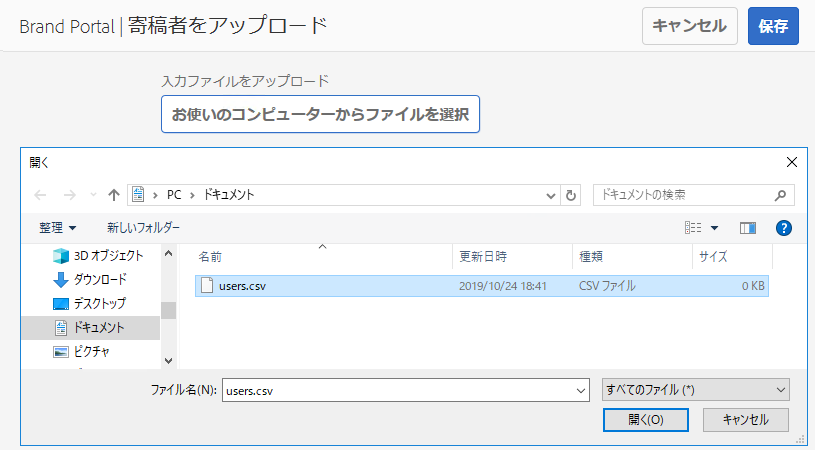 Brand Portal | 寄稿者をアップロード
キャンセル
保存
入力ファイルをアップロード
お使いのコンピューターからファイルを選択
開く
PC
ドキュメント
ドキュメントの検索
整理
新しいフォルダー
3D オブジェクト
ダウンロード
デスクトップ
ドキュメント
ピクチャ
名前
更新日時
種類
サイズ
users.csv
2019/10/24 18:41
CSV ファイル
0 KB
ファイル名(N):
users.csv
すべてのファイル (*)
開く(O)
キャンセル